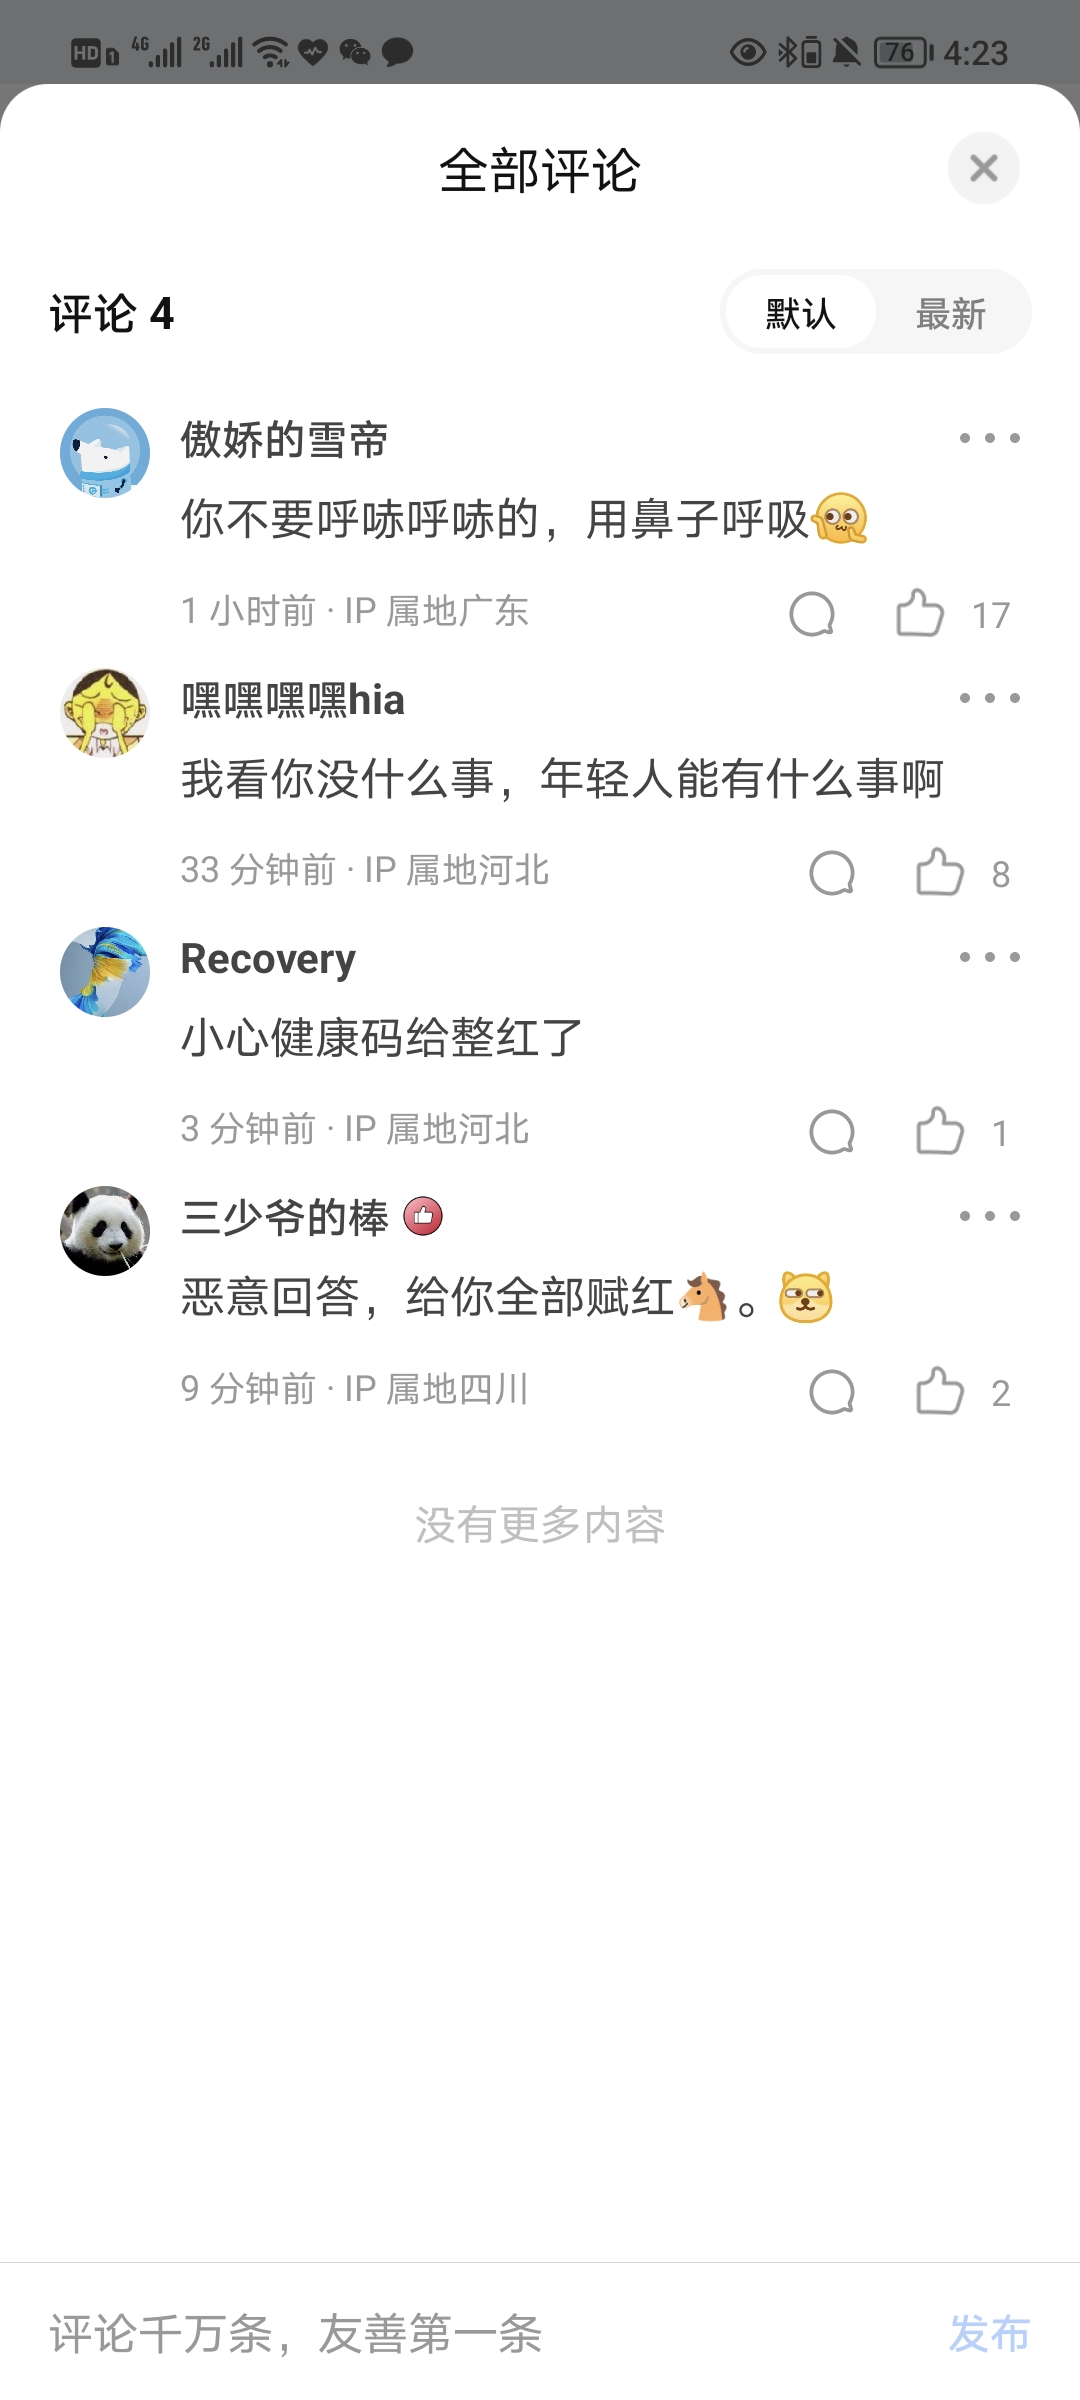 HD 1 4G 2G 76 4:23
全部评论
评论 4
默认 最新
傲娇的雪帝
你不要呼哧呼哧的，用鼻子呼吸
1 小时前 · IP 属地广东 17
嘿嘿嘿嘿hia
我看你没什么事，年轻人能有什么事啊
33 分钟前 · IP 属地河北 8
Recovery
小心健康码给整红了
3 分钟前 · IP 属地河北 1
三少爷的棒
恶意回答，给你全部赋红🐴。
9 分钟前 · IP 属地四川 2
没有更多内容
评论千万条，友善第一条 发布